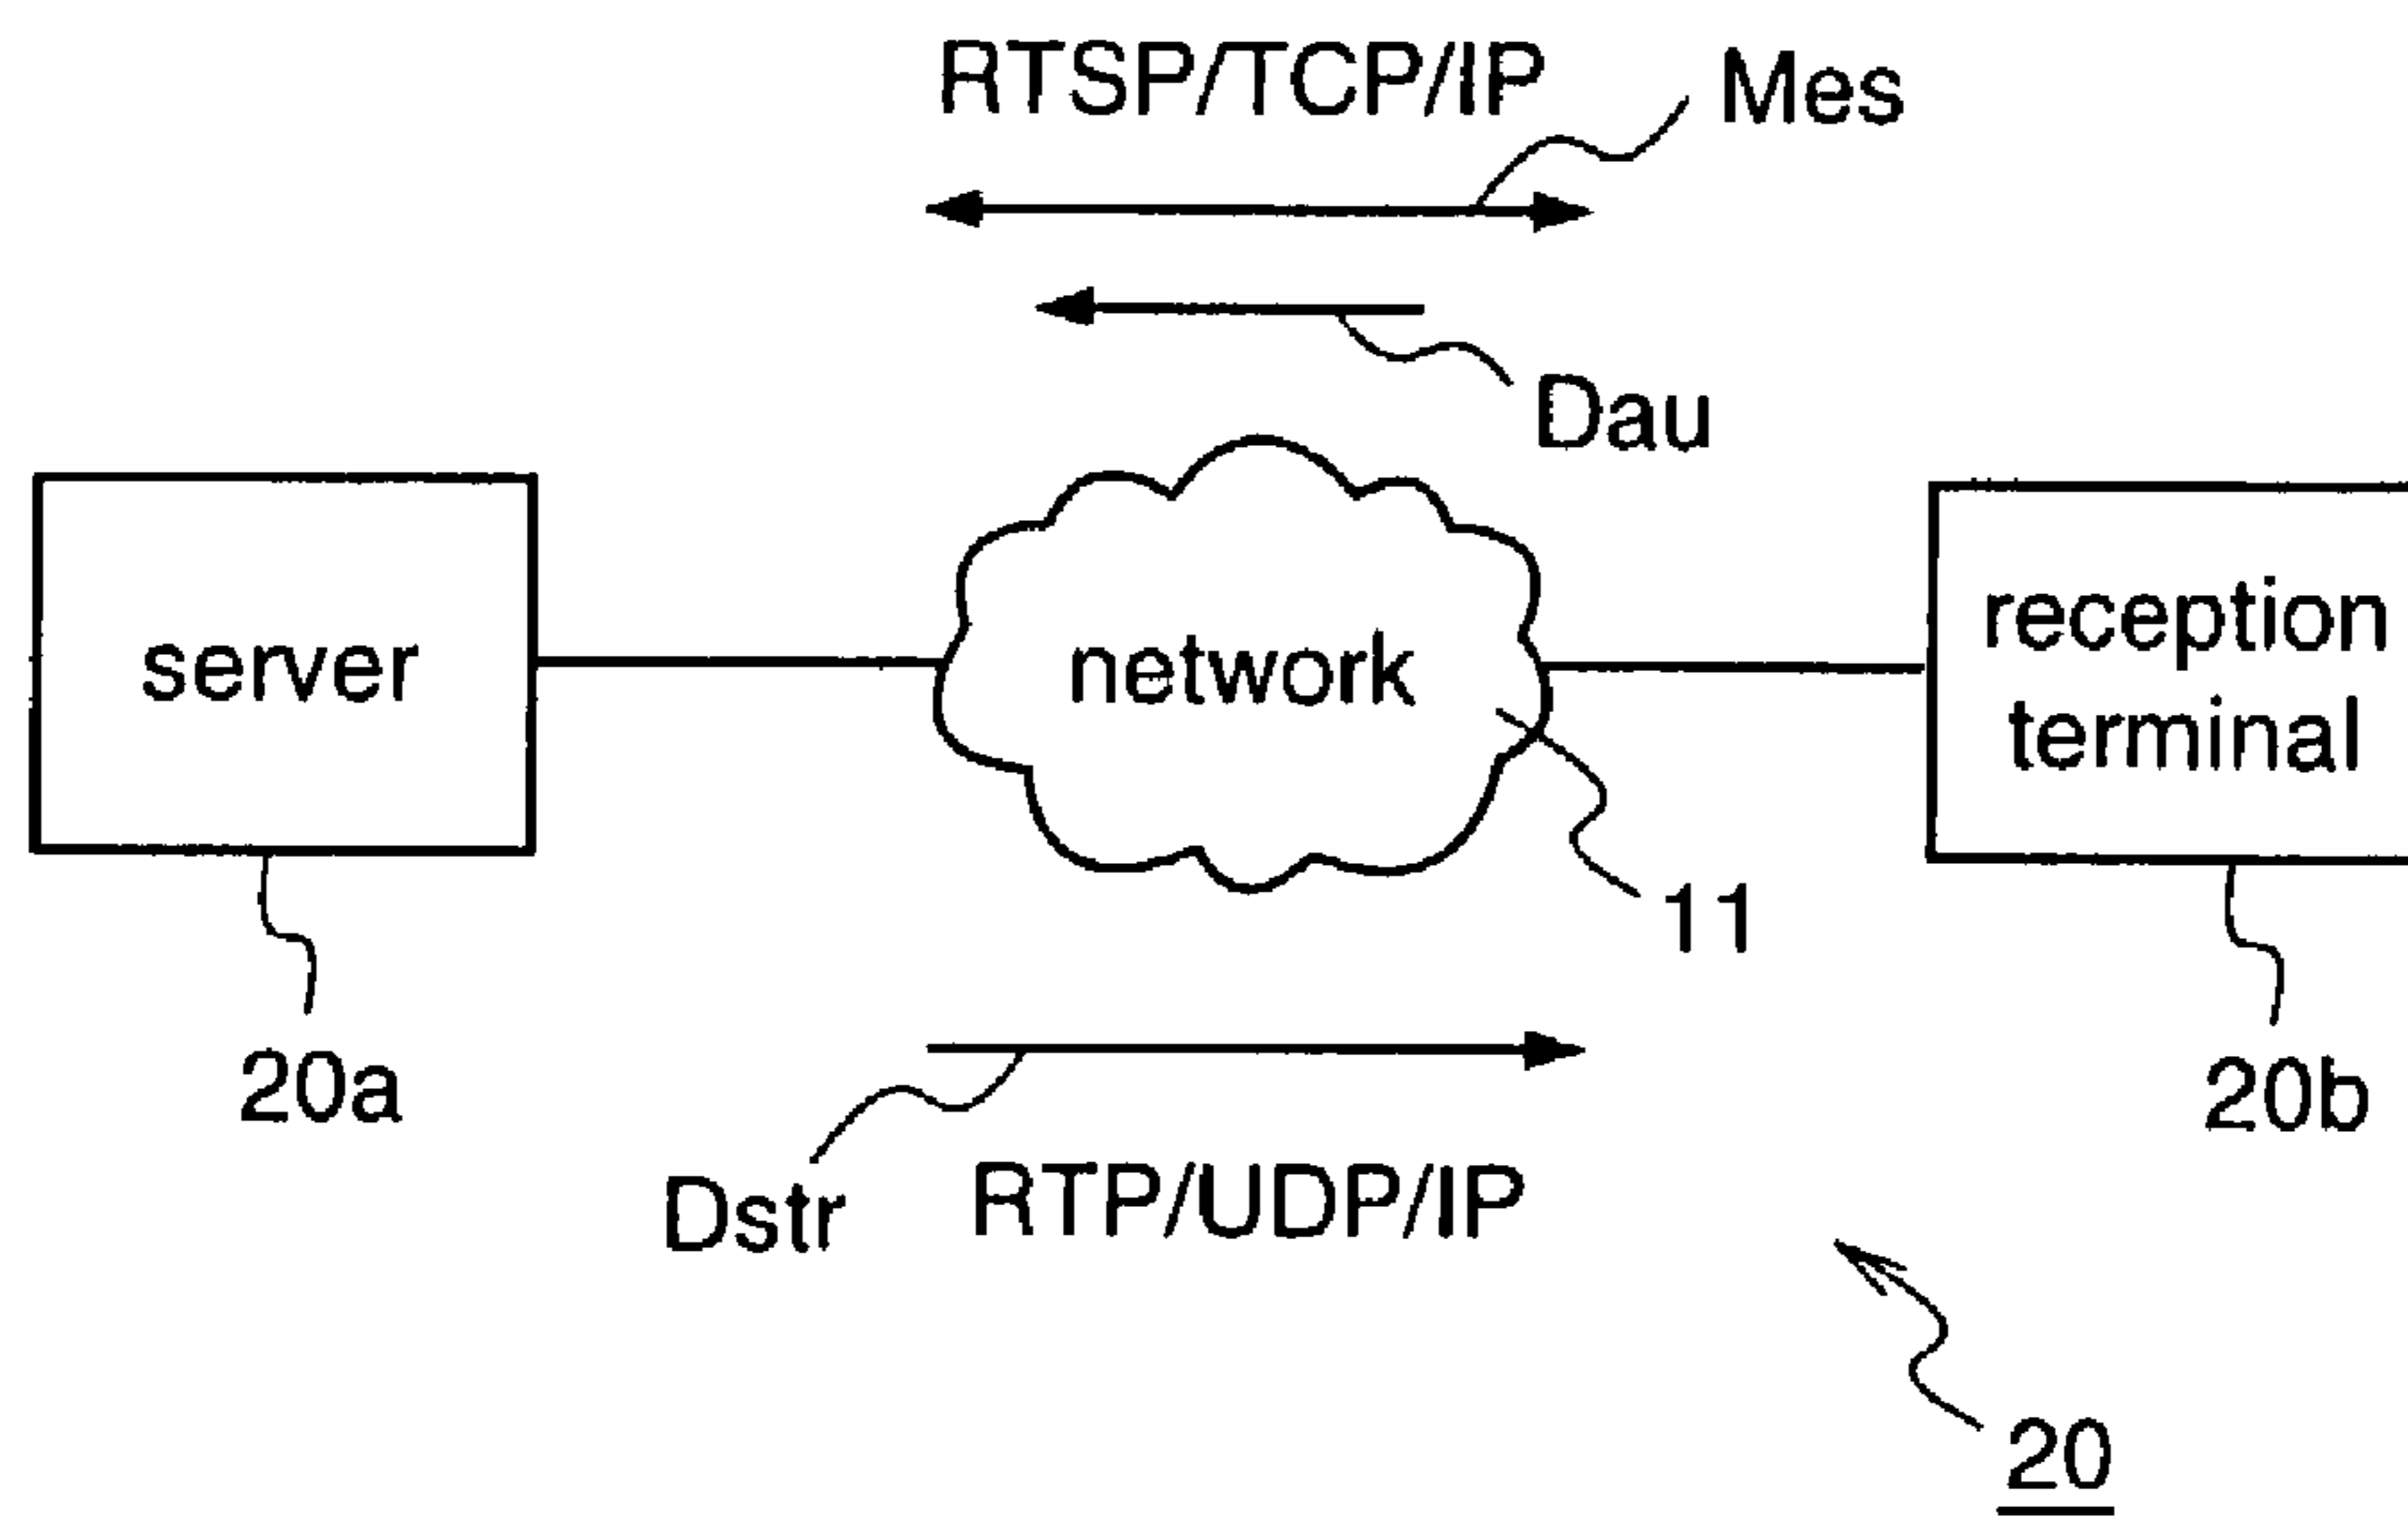 RTSP/TCP/IP
Mes
Dau
server
network
reception
terminal
11
20a
20b
Dstr
RTP/UDP/IP
20